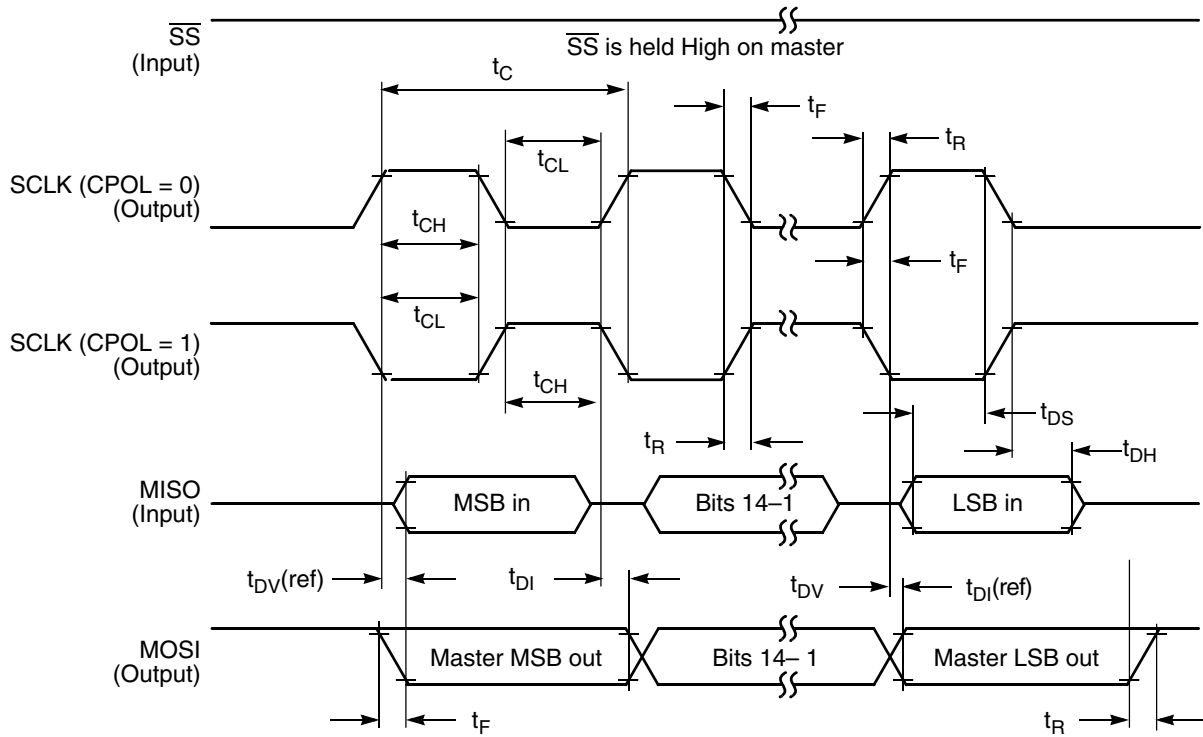 SS
(Input)
SS is held High on master
tC
tF
tR
tCL
SCLK (CPOL = 0)
(Output)
tCH
tF
tCL
SCLK (CPOL = 1)
(Output)
tCH
tDS
tR
tDH
MISO
(Input)
MSB in
Bits 14–1
LSB in
tDV(ref)
tDI
tDV
tDI(ref)
MOSI
(Output)
Master MSB out
Bits 14– 1
Master LSB out
tF
tR